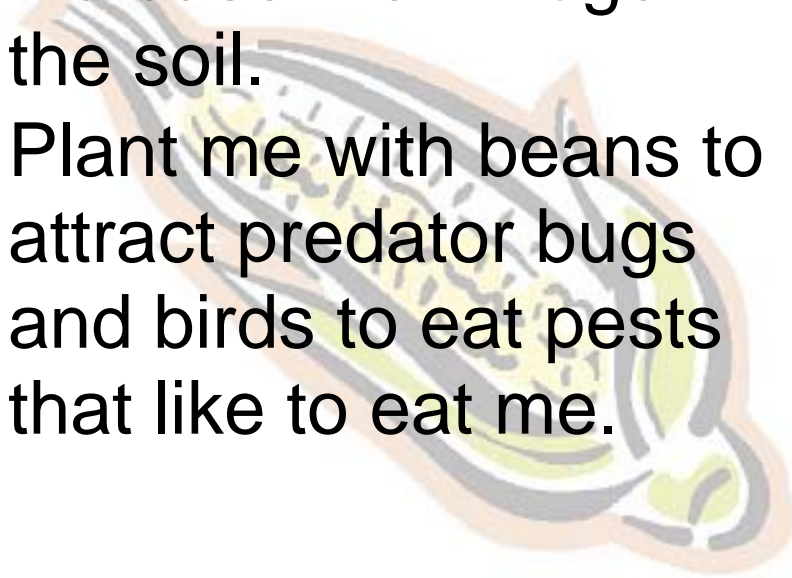 the soil.
Plant me with beans to
attract predator bugs
and birds to eat pests
that like to eat me.